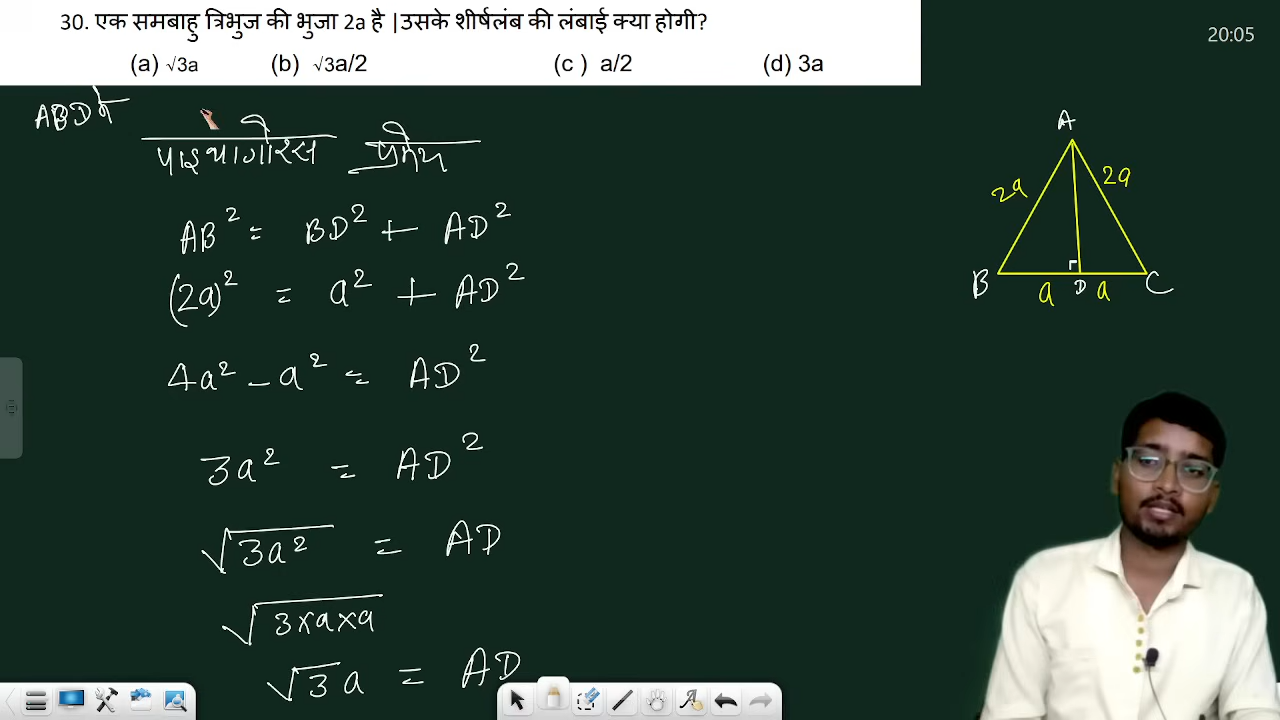 30. एक समबाहु त्रिभुज की भुजा 2a है |उसके शीर्षलंब की लंबाई क्या होगी?
(a) √3a (b) √3a/2 (c ) a/2 (d) 3a
20:05
ABD में
पाइथागोरस प्रमेय
AB² = BD² + AD²
(2a)² = a² + AD²
4a² - a² = AD²
3a² = AD²
√3a² = AD
√3×a×a
√3 a = AD
A
2a 2a
B D C
a a